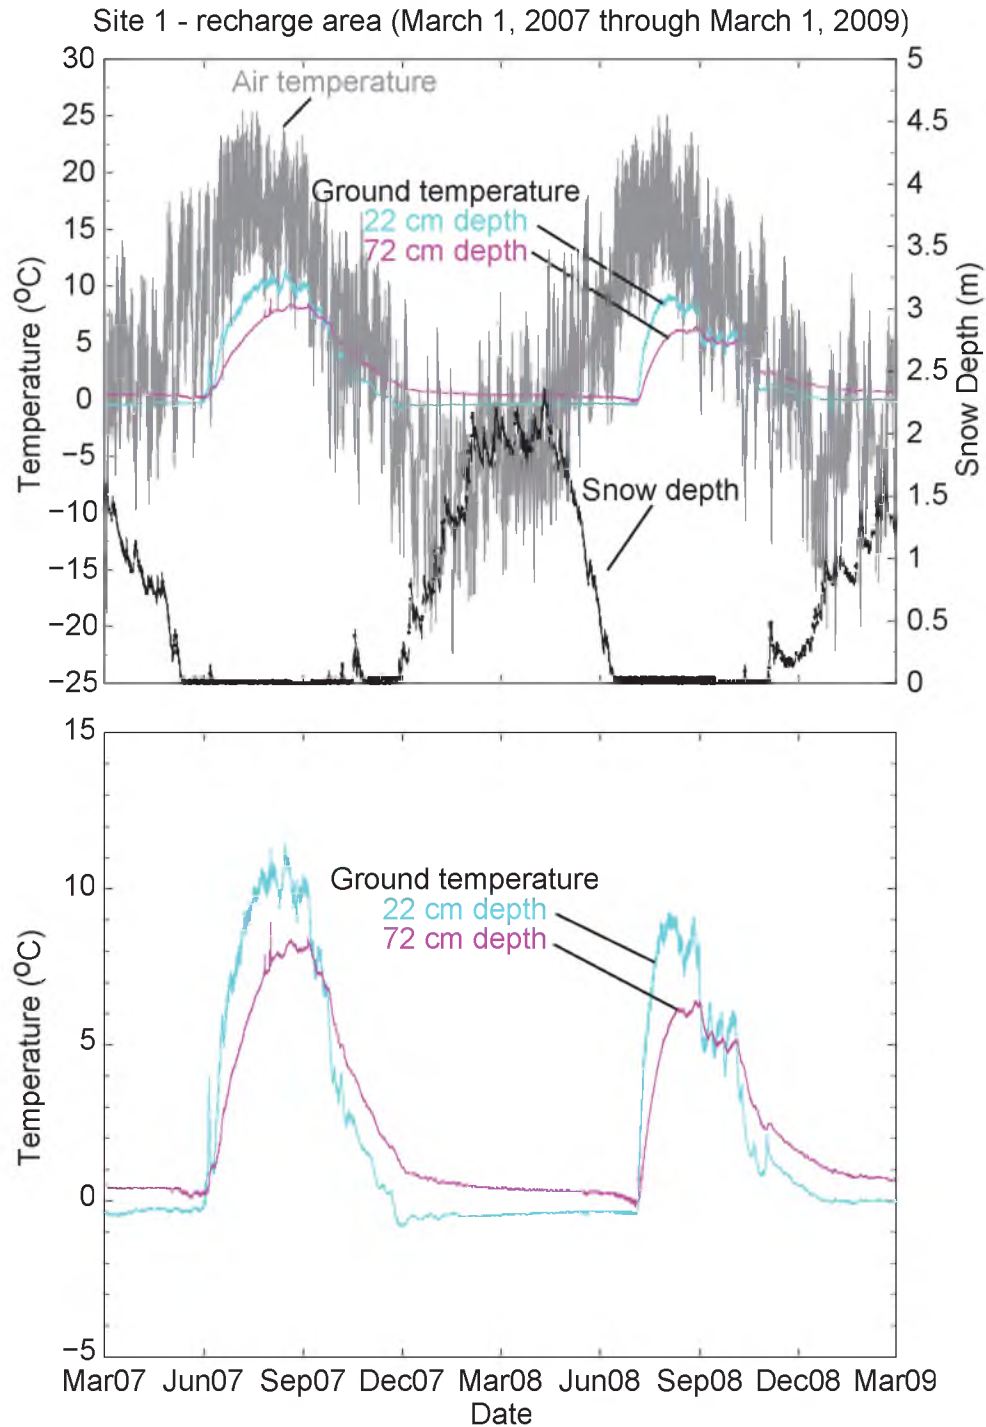 Site 1 - recharge area (March 1, 2007 through March 1, 2009)
30
25
20
15
10
5
0
−5
−10
−15
−20
−25
Temperature (ºC)
5
4.5
4
3.5
3
2.5
2
1.5
1
0.5
0
Snow Depth (m)
Air temperature
Ground temperature
22 cm depth
72 cm depth
Snow depth
15
10
5
0
−5
Temperature (ºC)
Ground temperature
22 cm depth
72 cm depth
Mar07 Jun07 Sep07 Dec07 Mar08 Jun08 Sep08 Dec08 Mar09
Date